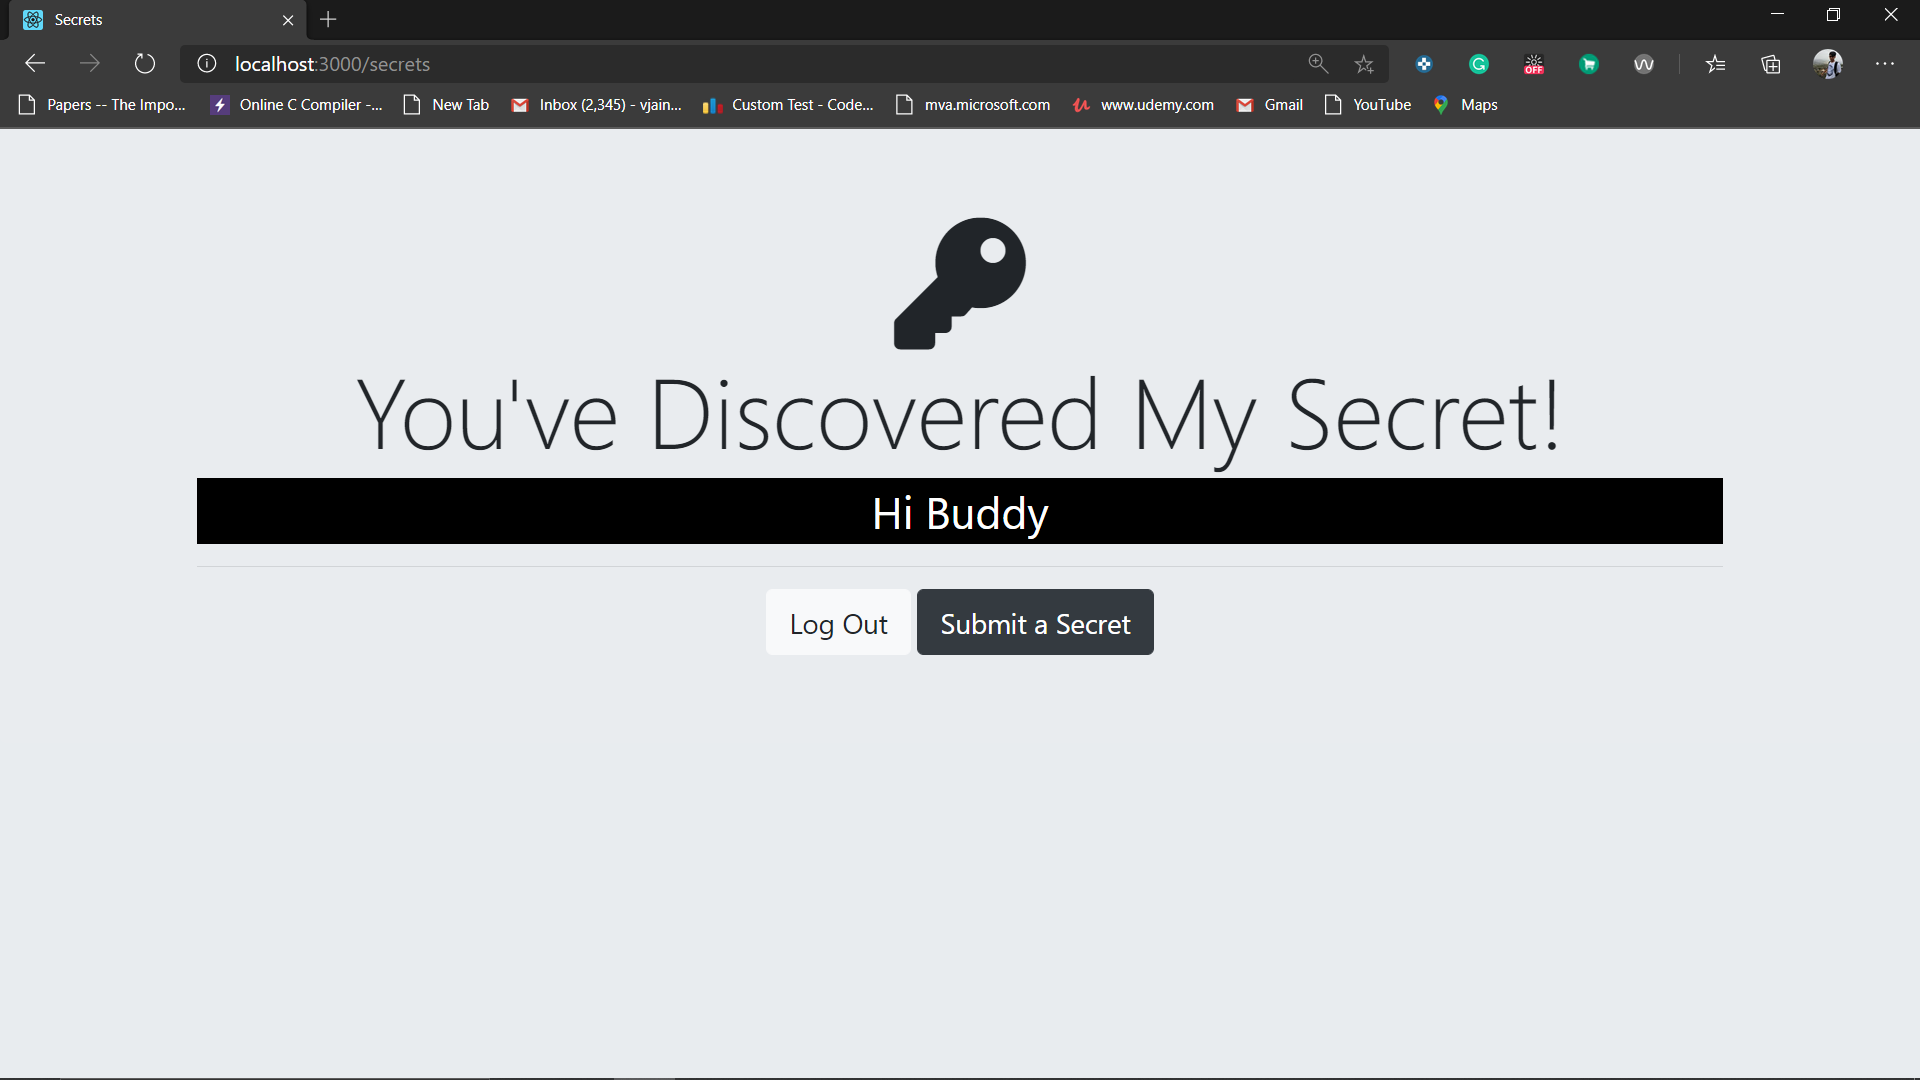 Secrets
localhost:3000/secrets
OFF
Papers -- The Impo... Online C Compiler -... New Tab Inbox (2,345) - vjain... Custom Test - Code... mva.microsoft.com www.udemy.com Gmail YouTube Maps
You've Discovered My Secret!
Hi Buddy
Log Out Submit a Secret